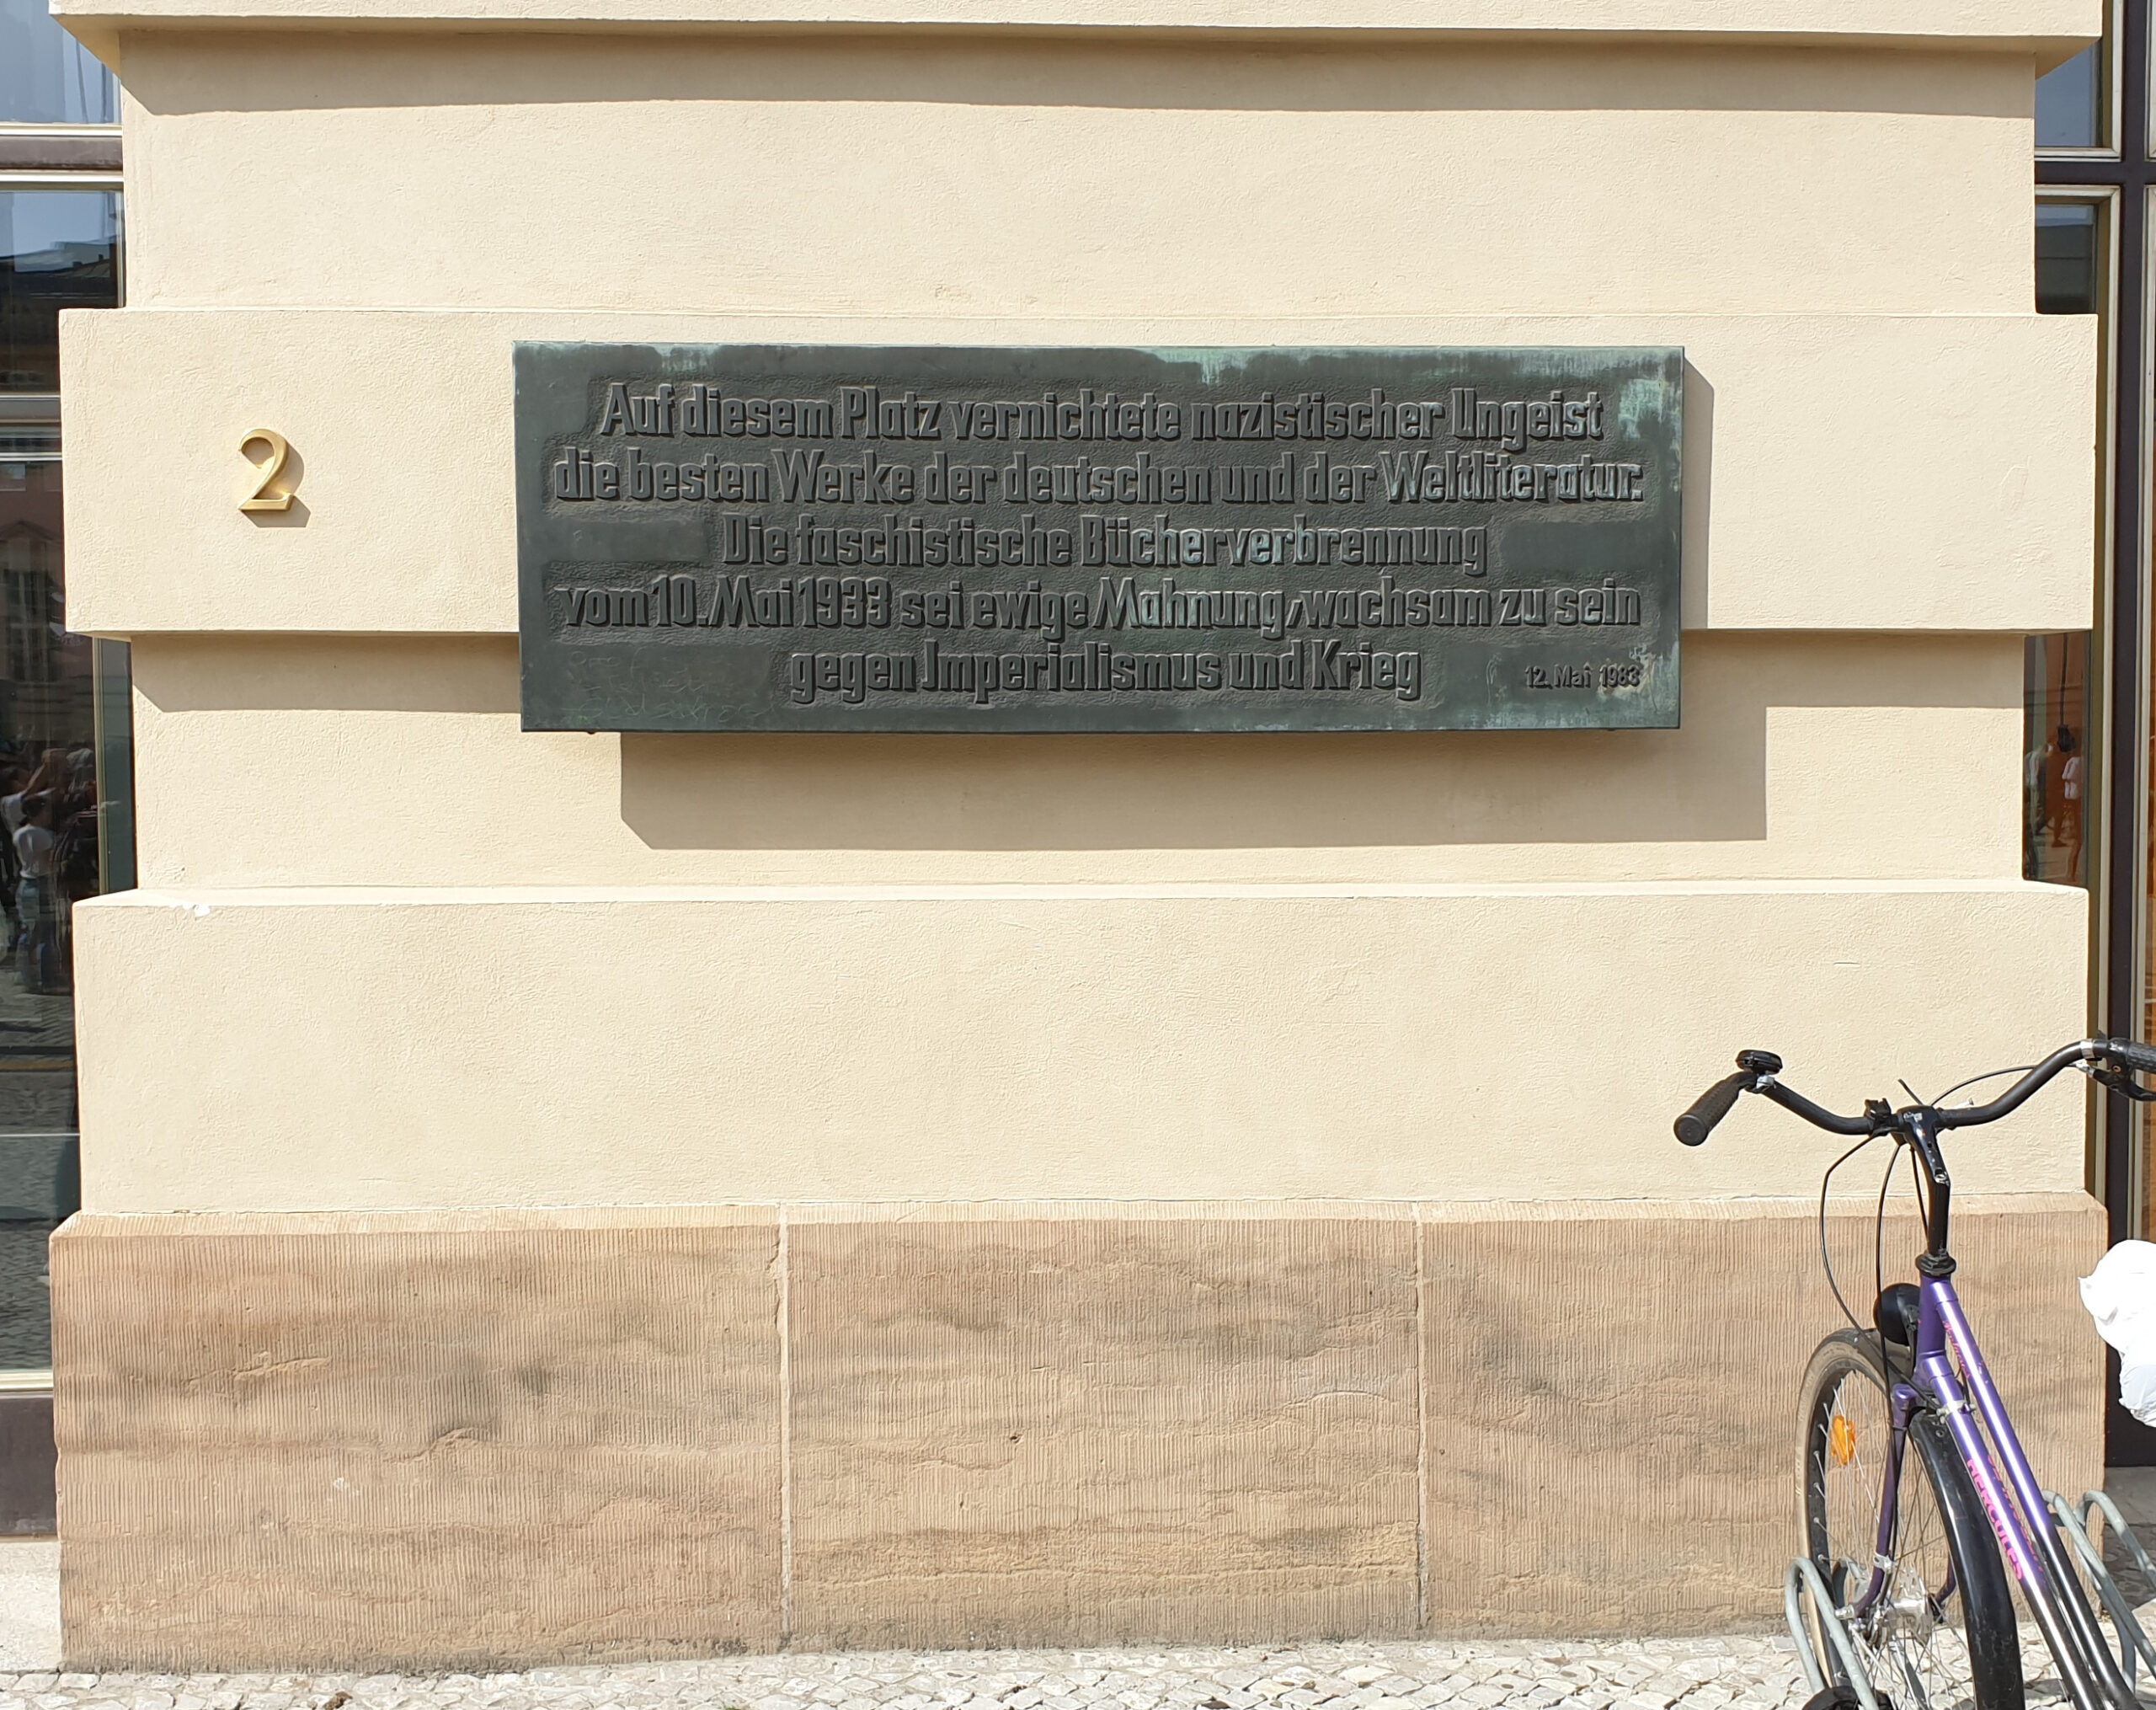 2
Auf diesem Platz vernichtete nazistischer Ungeist
die besten Werke der deutschen und der Weltliteratur.
Die faschistische Bücherverbrennung
vom 10. Mai 1933 sei ewige Mahnung, wachsam zu sein
gegen Imperialismus und Krieg
12. Mai 1983
HERCULES